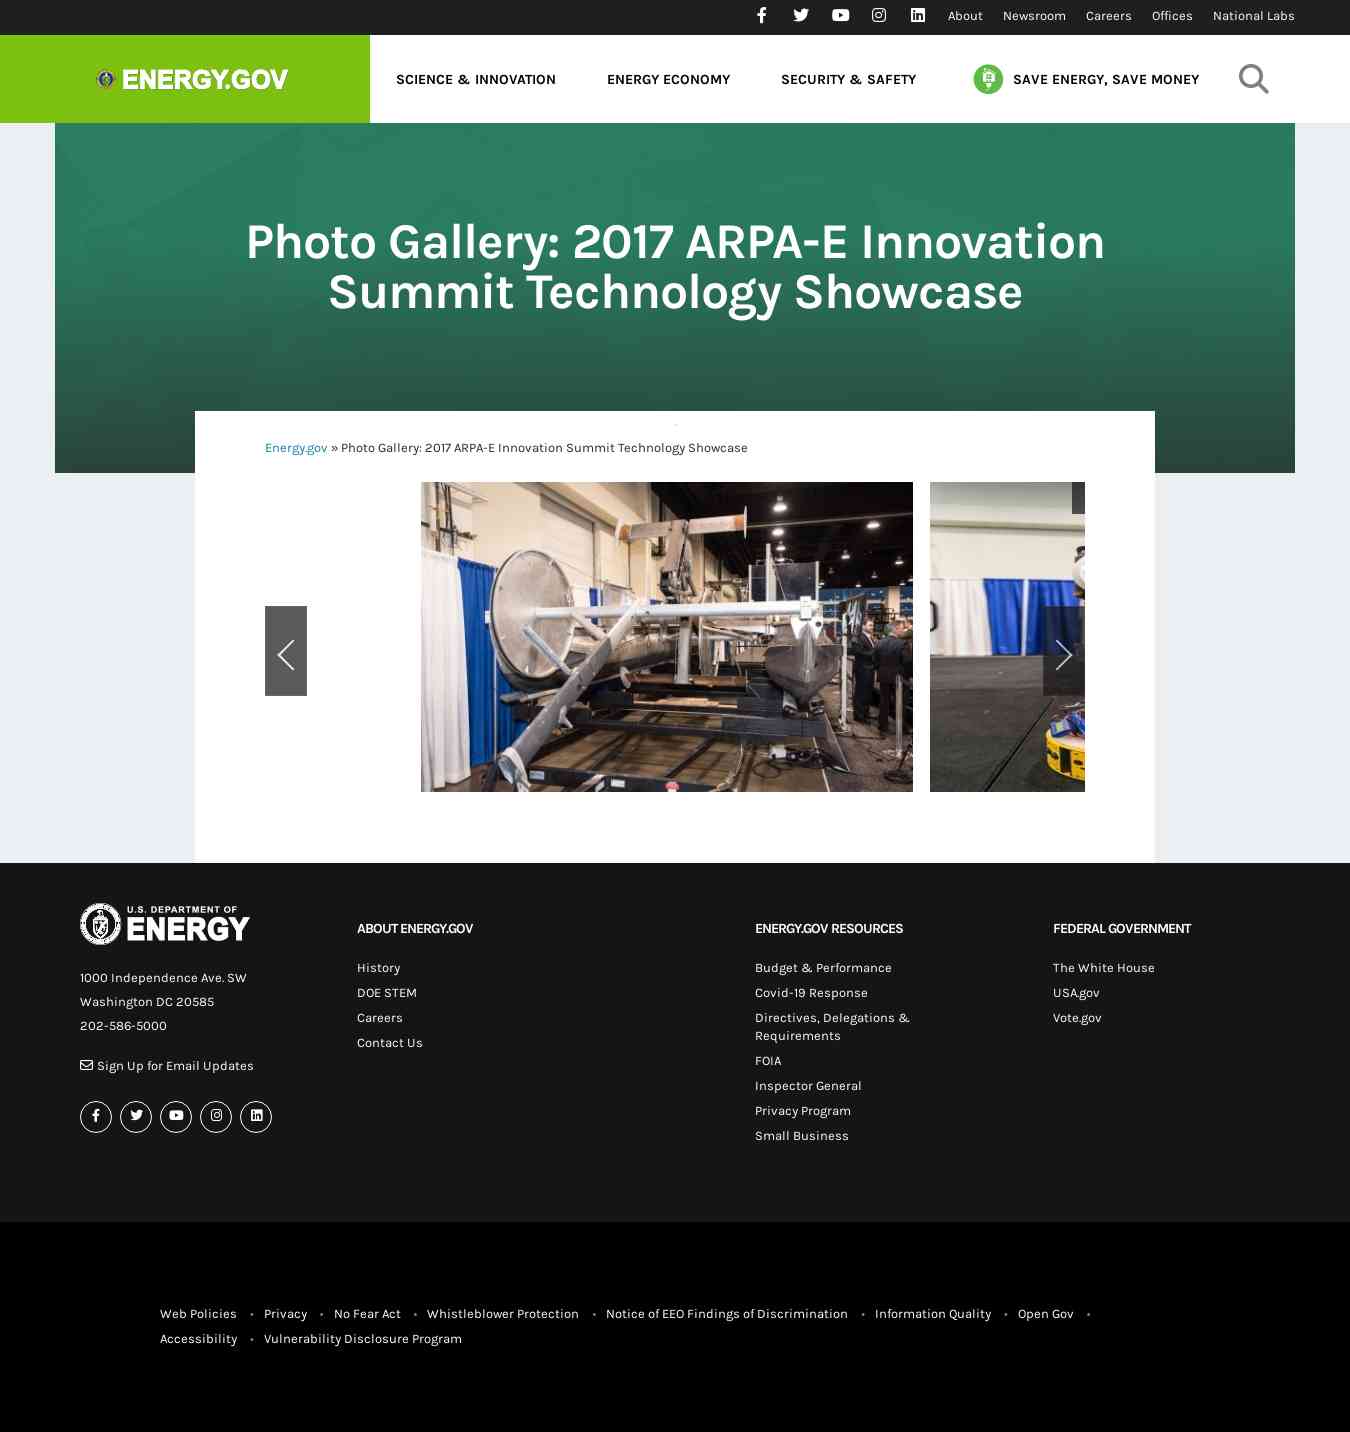 About Newsroom Careers Offices National Labs
ENERGY.GOV
SCIENCE & INNOVATION ENERGY ECONOMY SECURITY & SAFETY SAVE ENERGY, SAVE MONEY
Photo Gallery: 2017 ARPA-E Innovation
Summit Technology Showcase
Energy.gov » Photo Gallery: 2017 ARPA-E Innovation Summit Technology Showcase
U.S. DEPARTMENT OF
ENERGY
1000 Independence Ave. SW
Washington DC 20585
202-586-5000
Sign Up for Email Updates
ABOUT ENERGY.GOV
History
DOE STEM
Careers
Contact Us
ENERGY.GOV RESOURCES
Budget & Performance
Covid-19 Response
Directives, Delegations &
Requirements
FOIA
Inspector General
Privacy Program
Small Business
FEDERAL GOVERNMENT
The White House
USA.gov
Vote.gov
Web Policies • Privacy • No Fear Act • Whistleblower Protection • Notice of EEO Findings of Discrimination • Information Quality • Open Gov •
Accessibility • Vulnerability Disclosure Program